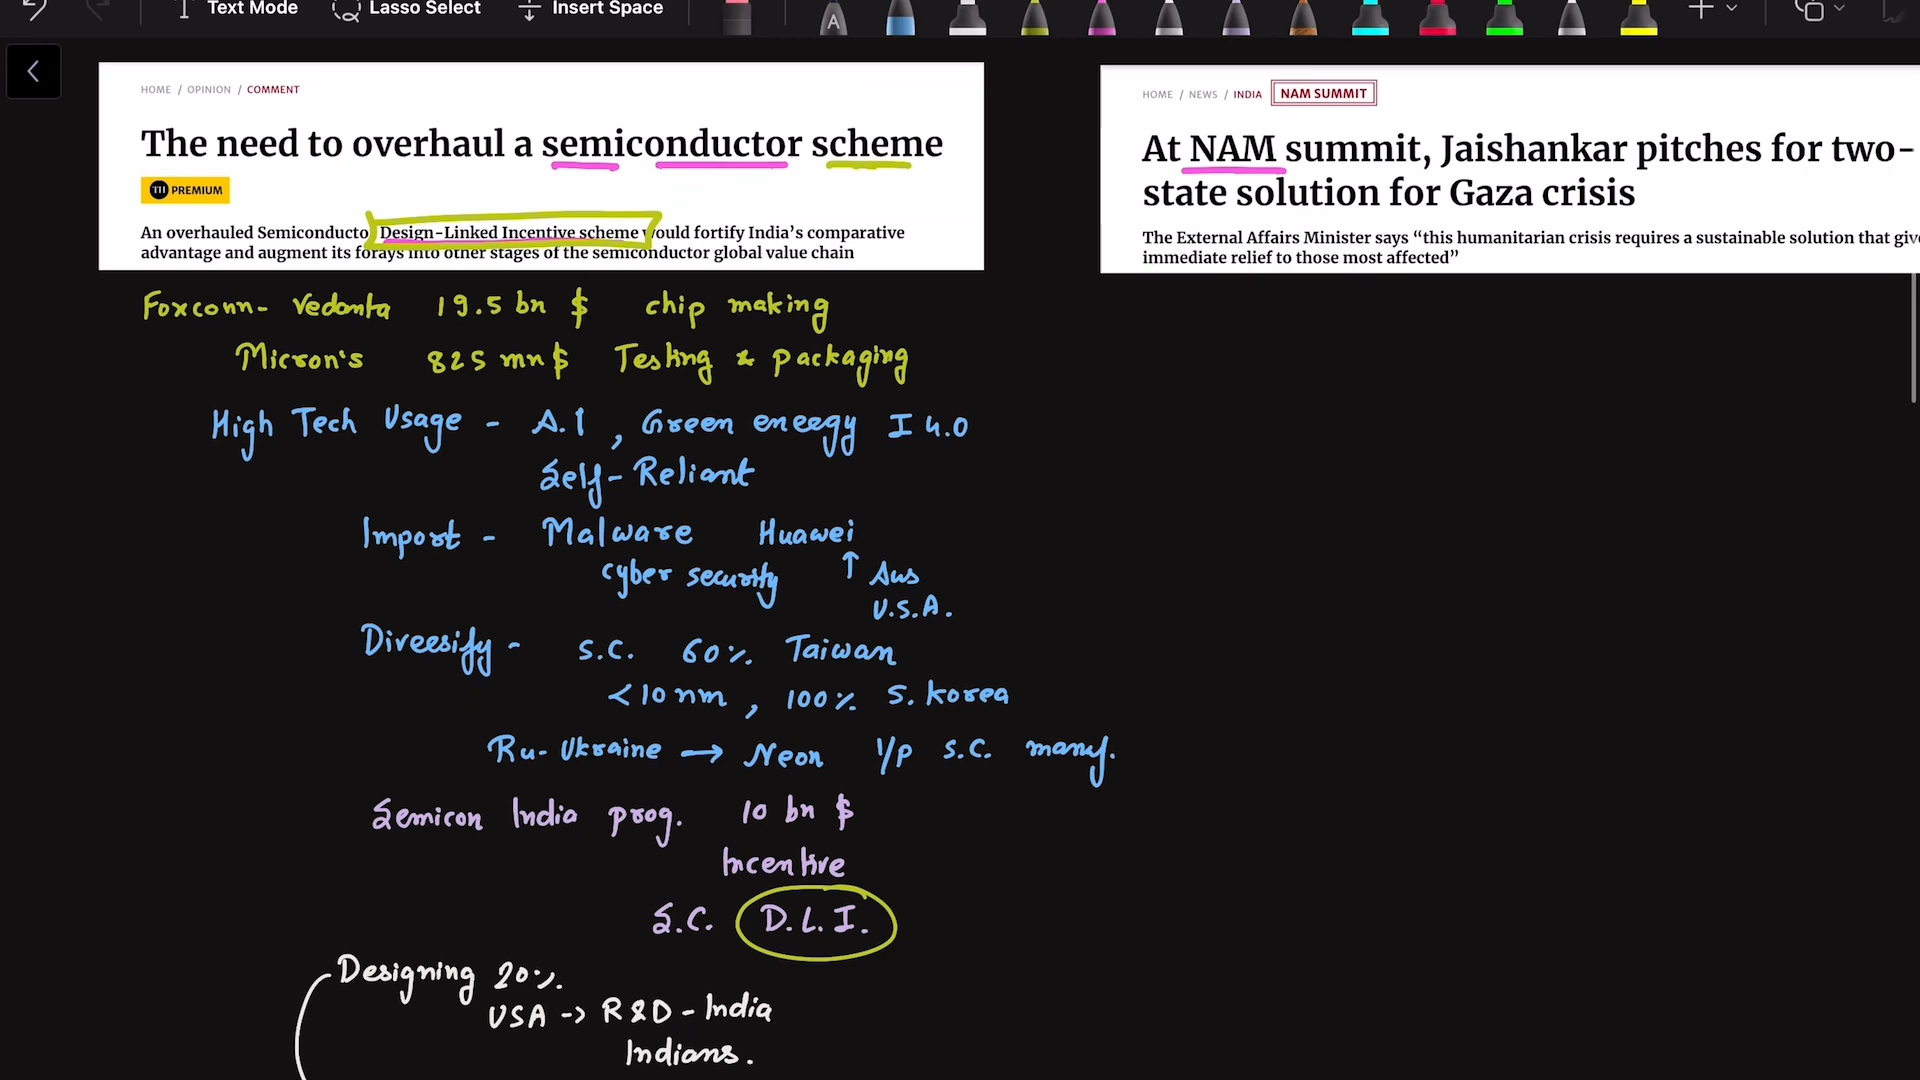 Text Mode Lasso Select Insert Space
A
HOME / OPINION / COMMENT
The need to overhaul a semiconductor scheme
TH PREMIUM
An overhauled Semiconducto Design-Linked Incentive scheme would fortify India's comparative
advantage and augment its forays into other stages of the semiconductor global value chain
HOME / NEWS / INDIA NAM SUMMIT
At NAM summit, Jaishankar pitches for two-
state solution for Gaza crisis
The External Affairs Minister says "this humanitarian crisis requires a sustainable solution that giv
immediate relief to those most affected"
Foxconn- Vedanta 19.5 bn $ chip making
Micron's 825 mn $ Testing & packaging
High Tech Usage - A.I , Green eneegy I 4.0
Self-Reliant
Import - Malware Huawei
cyber security ↑ Aus
U.S.A.
Direesify - S.C. 60%. Taiwan
<10 nm , 100% S. Korea
Ru-Ukraine → Neon I/P S.C. manf.
Semicon India prog. 10 bn $
Incentive
S.C. D.L.I.
Designing 20%.
USA -> R&D - India
Indians.